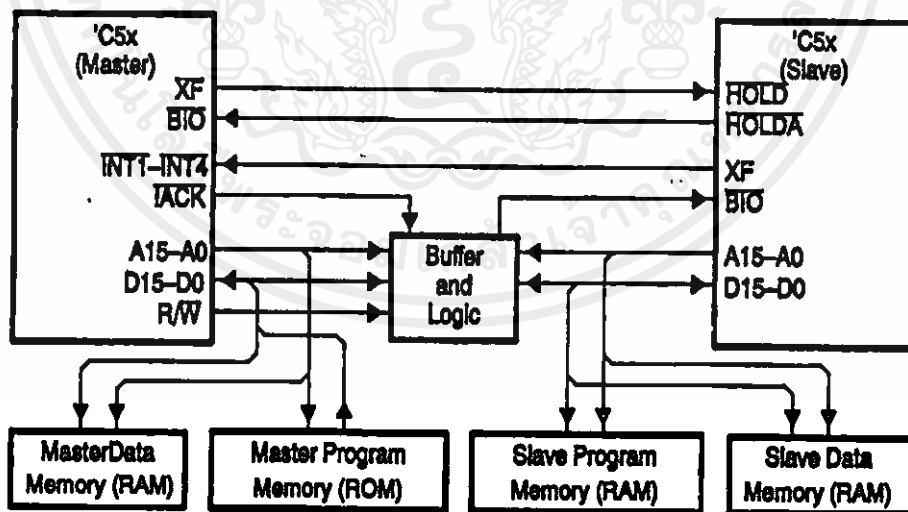 'C5x
(Master)
XF
BIO
INT1–INT4
IACK
A15–A0
D15–D0
R/W
'C5x
(Slave)
HOLD
HOLDA
XF
BIO
A15–A0
D15–D0
Buffer
and
Logic
MasterData
Memory (RAM)
Master Program
Memory (ROM)
Slave Program
Memory (RAM)
Slave Data
Memory (RAM)